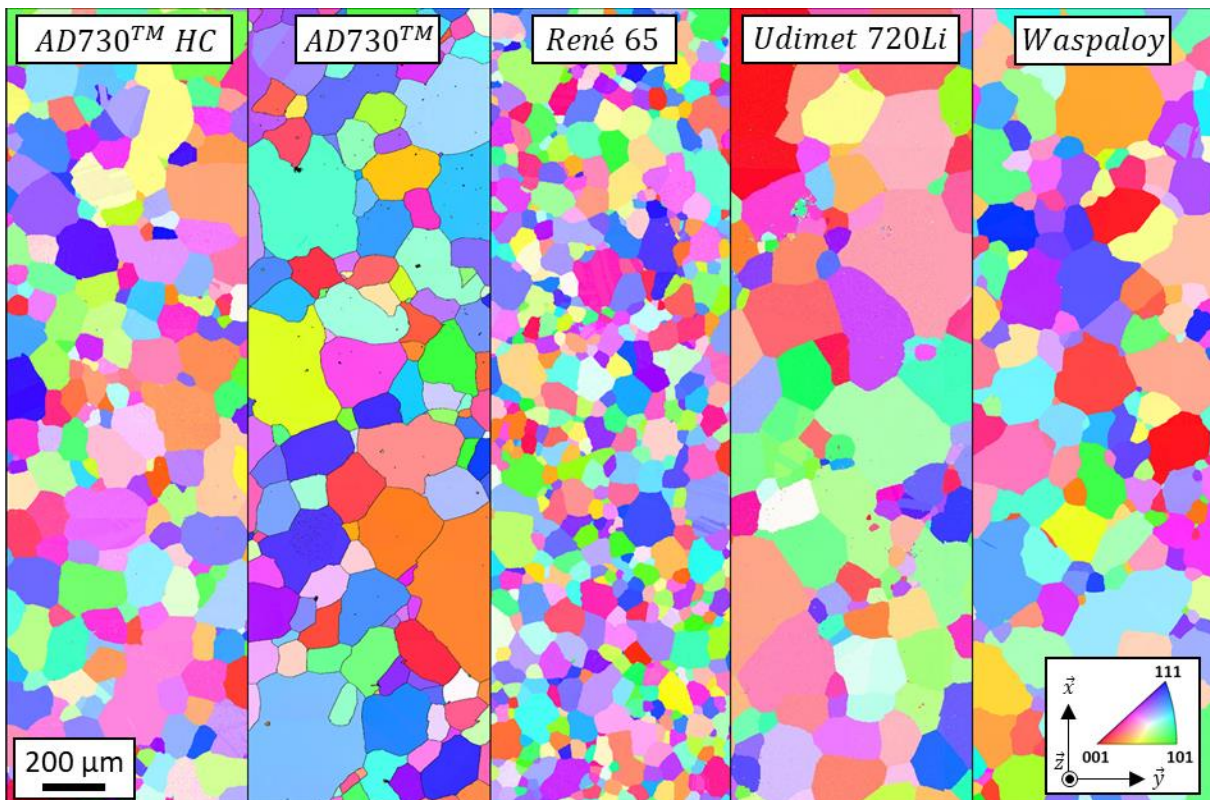 AD730™ HC
AD730™
René 65
Udimet 720Li
Waspaloy
200 µm
x
z
y
111
001
101